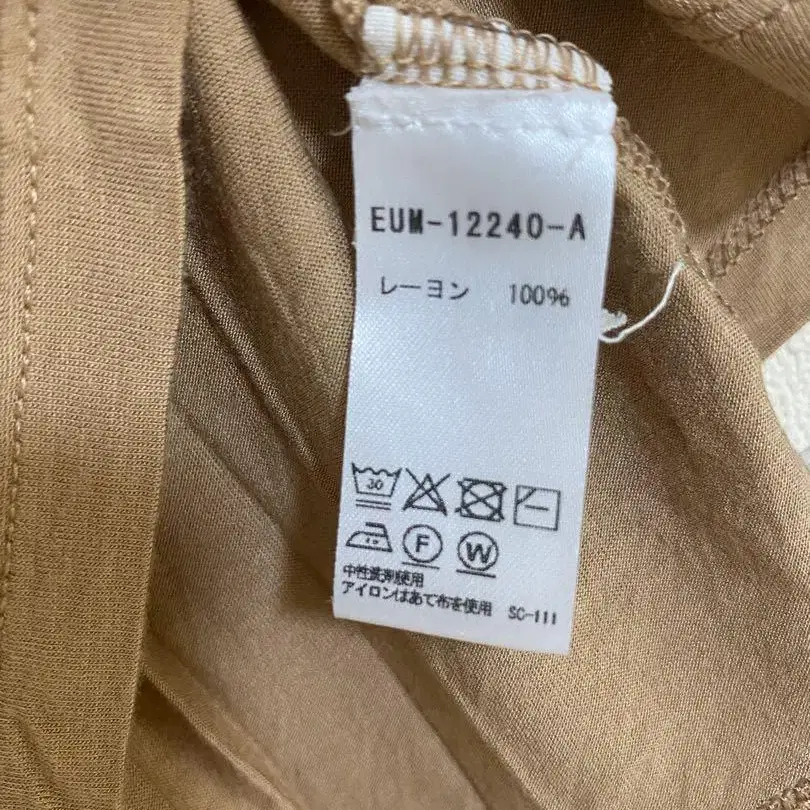 EUM-12240-A
レーヨン 100%
30
F W
中性洗剤使用
アイロンはあて布を使用 SC-111